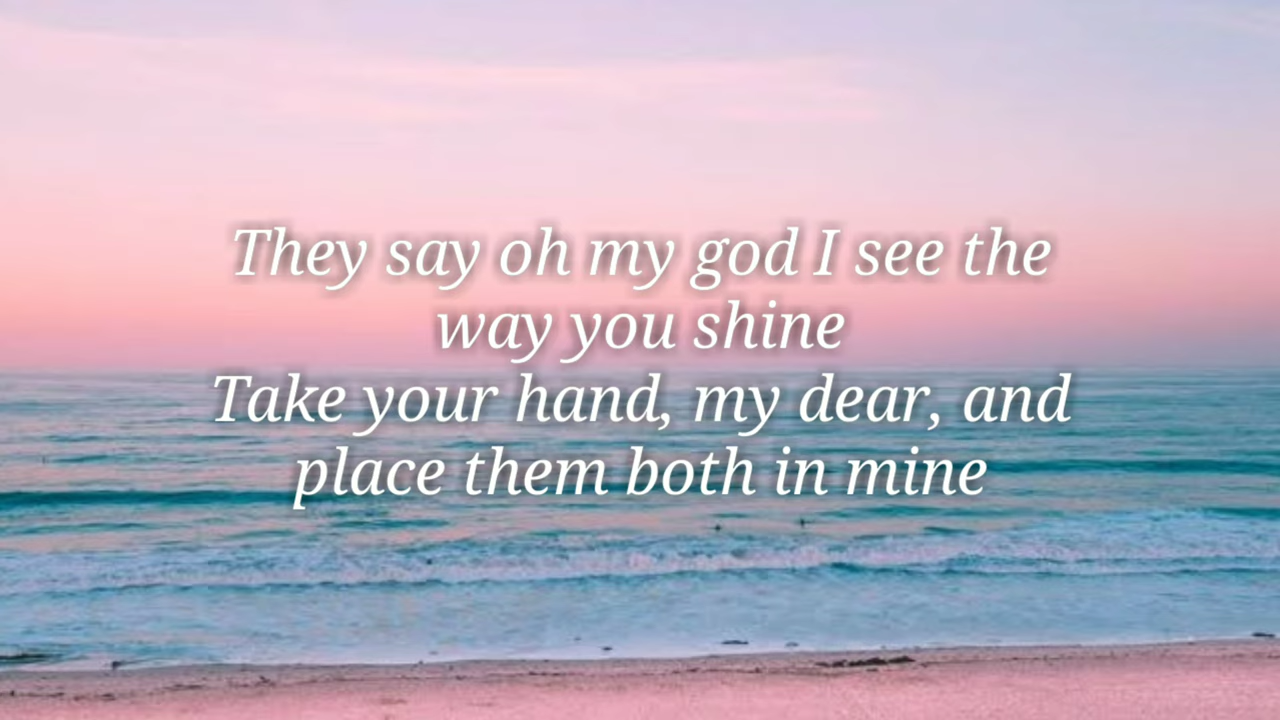 They say oh my god I see the
way you shine
Take your hand, my dear, and
place them both in mine